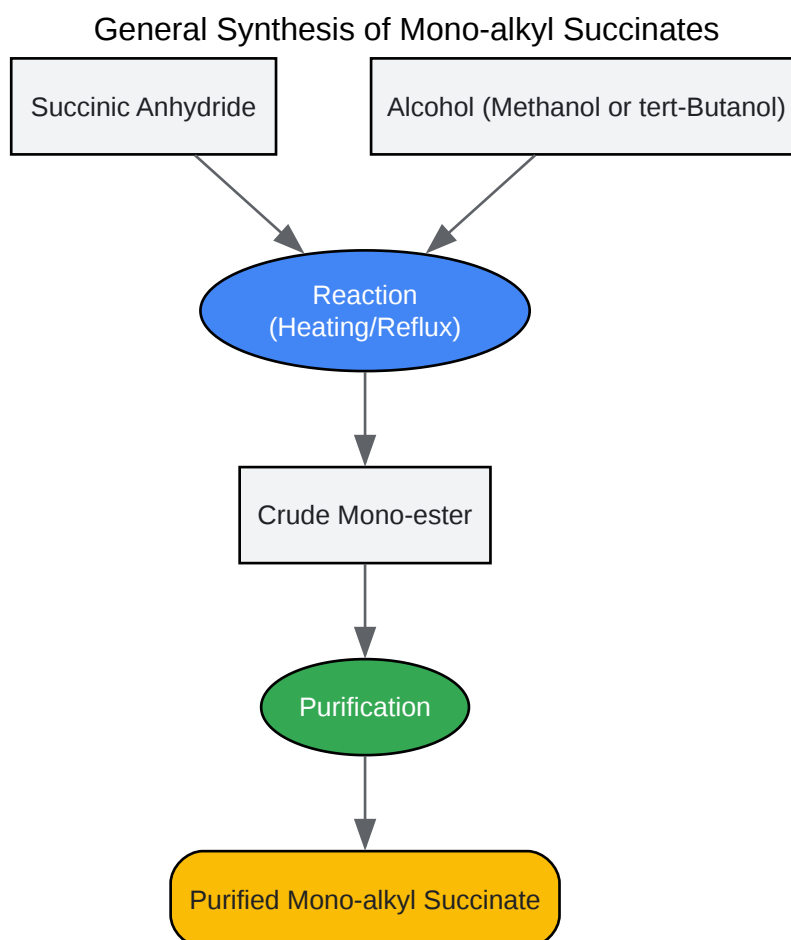 General Synthesis of Mono-alkyl Succinates
Succinic Anhydride
Alcohol (Methanol or tert-Butanol)
Reaction
(Heating/Reflux)
Crude Mono-ester
Purification
Purified Mono-alkyl Succinate